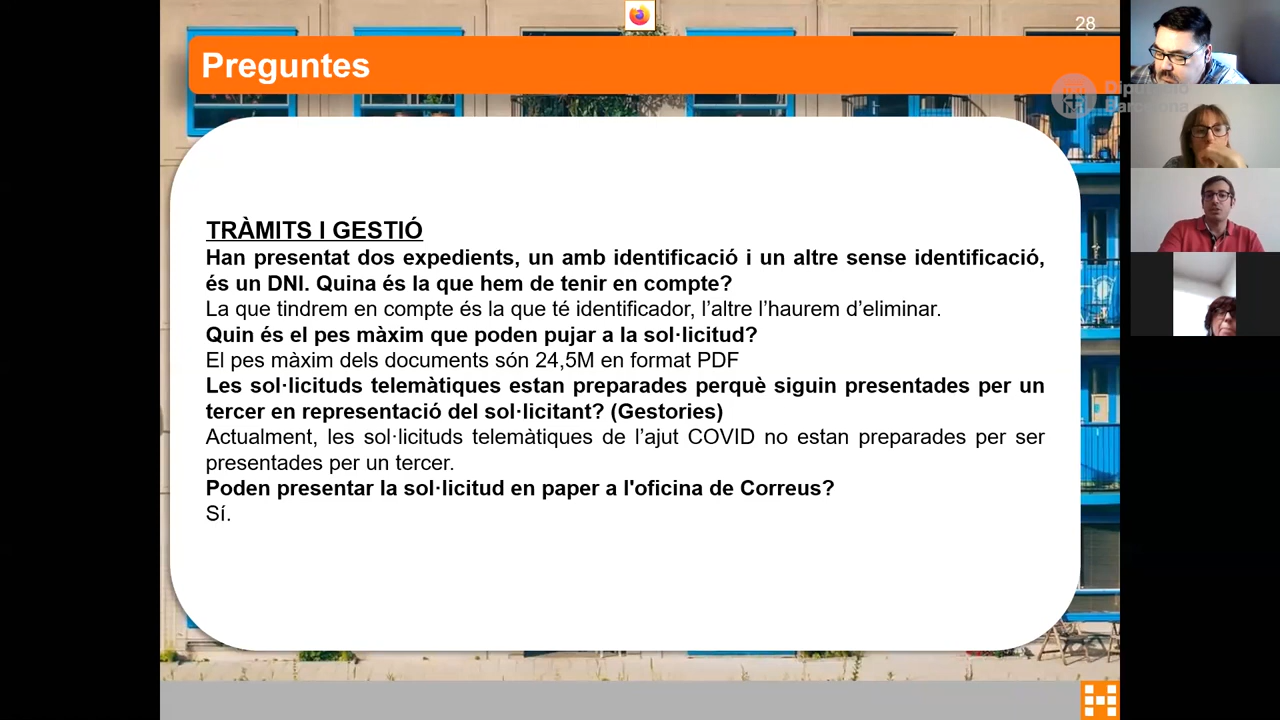 28
Preguntes
Diputació
Barcelona
TRÀMITS I GESTIÓ
Han presentat dos expedients, un amb identificació i un altre sense identificació,
és un DNI. Quina és la que hem de tenir en compte?
La que tindrem en compte és la que té identificador, l’altre l’haurem d’eliminar.
Quin és el pes màxim que poden pujar a la sol·licitud?
El pes màxim dels documents són 24,5M en format PDF
Les sol·licituds telemàtiques estan preparades perquè siguin presentades per un
tercer en representació del sol·licitant? (Gestories)
Actualment, les sol·licituds telemàtiques de l’ajut COVID no estan preparades per ser
presentades per un tercer.
Poden presentar la sol·licitud en paper a l'oficina de Correus?
Sí.